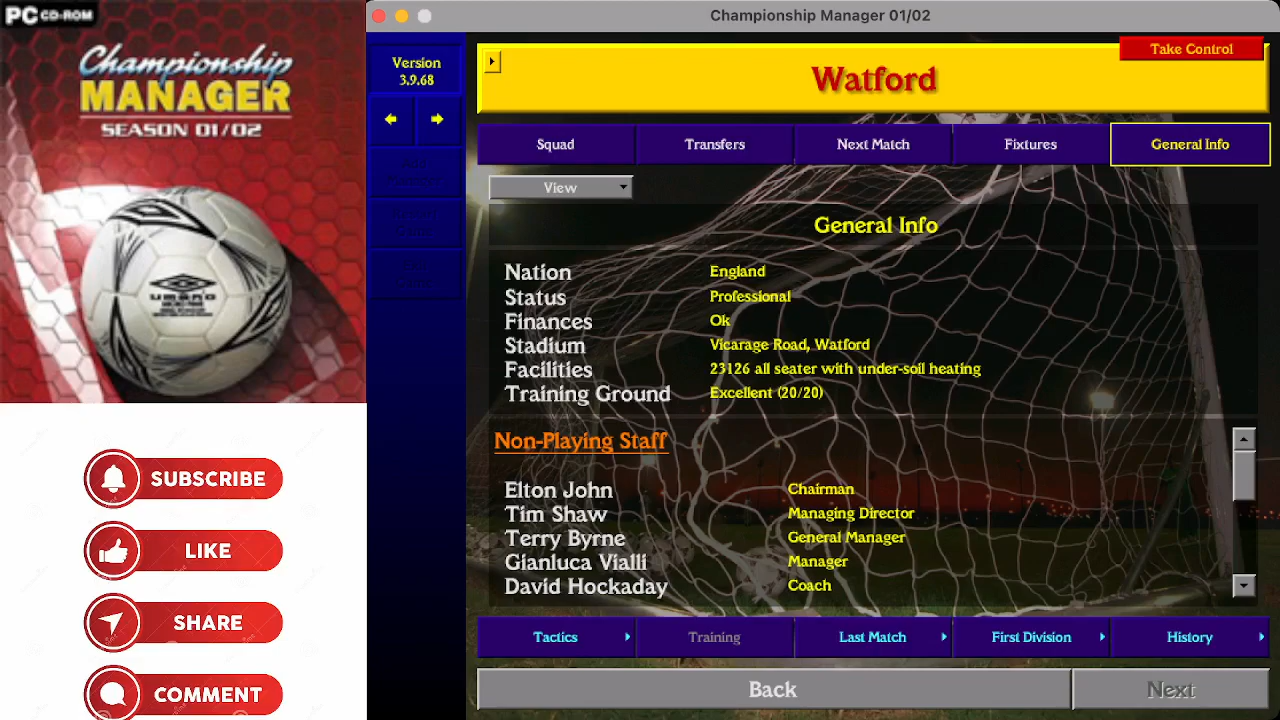 PC CD-ROM
Championship
MANAGER
SEASON 01/02
UMBRO
SUBSCRIBE
LIKE
SHARE
COMMENT
Championship Manager 01/02
Version
3.9.68
Take Control
Watford
Squad
Transfers
Next Match
Fixtures
General Info
View
General Info
Nation England
Status Professional
Finances Ok
Stadium Vicarage Road, Watford
Facilities 23126 all seater with under-soil heating
Training Ground Excellent (20/20)
Non-Playing Staff
Elton John Chairman
Tim Shaw Managing Director
Terry Byrne General Manager
Gianluca Vialli Manager
David Hockaday Coach
Tactics
Training
Last Match
First Division
History
Back
Next